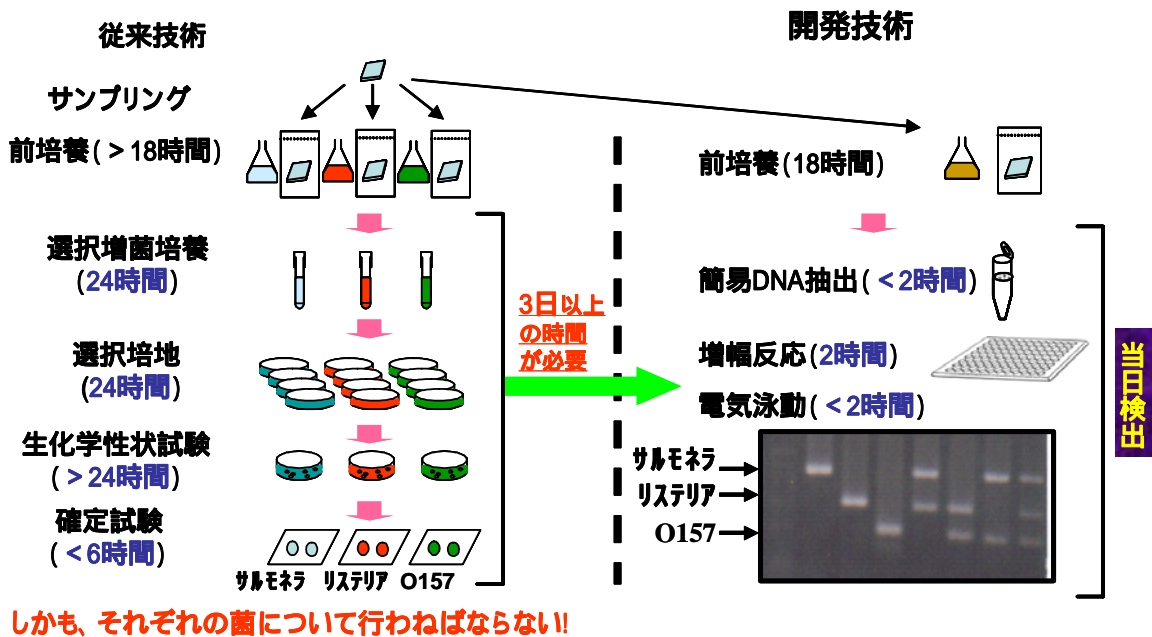 従来技術
サンプリング
前培養(＞18時間)
選択増菌培養
(24時間)
選択培地
(24時間)
生化学性状試験
(＞24時間)
確定試験
(＜6時間)
サルモネラ リステリア O157
しかも、それぞれの菌について行わねばならない!
3日以上
の時間
が必要
開発技術
前培養(18時間)
簡易DNA抽出(＜2時間)
増幅反応(2時間)
電気泳動(＜2時間)
サルモネラ
リステリア
O157
当日検出